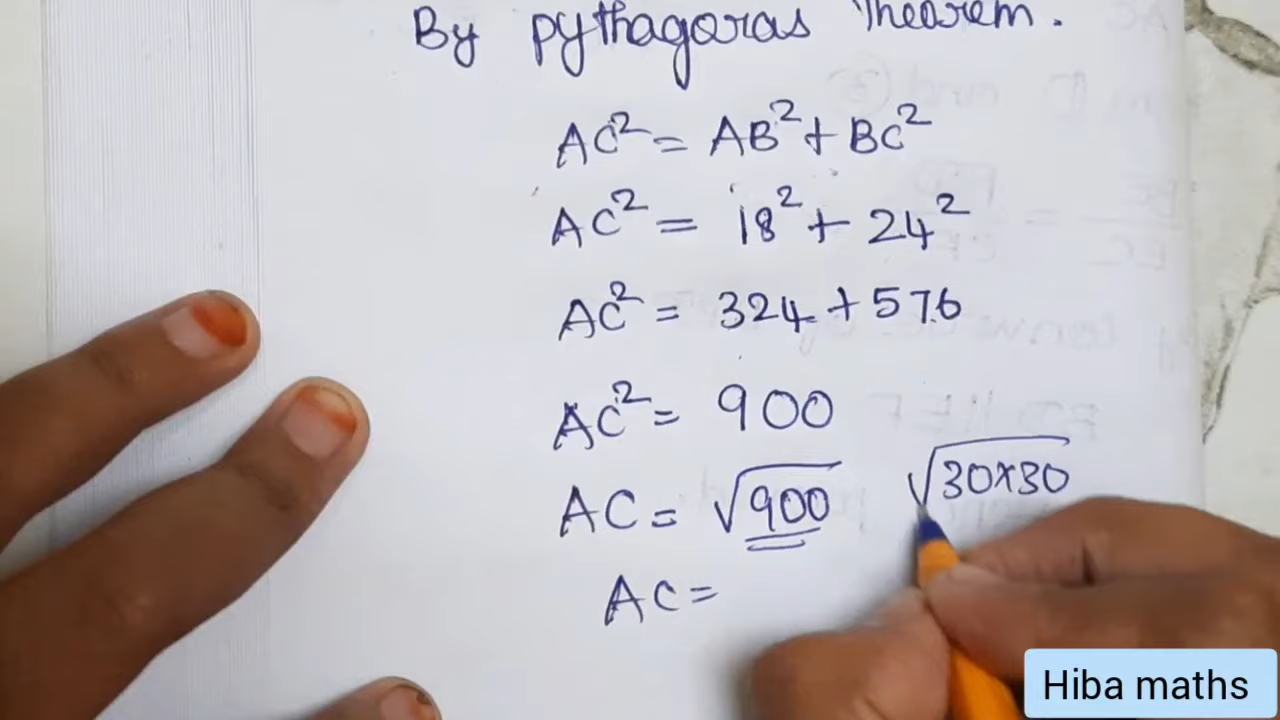 By pythagoras Theorem.
AC² = AB² + BC²
AC² = 18² + 24²
AC² = 324 + 576
AC² = 900
AC = √900 √30×30
AC =
Hiba maths